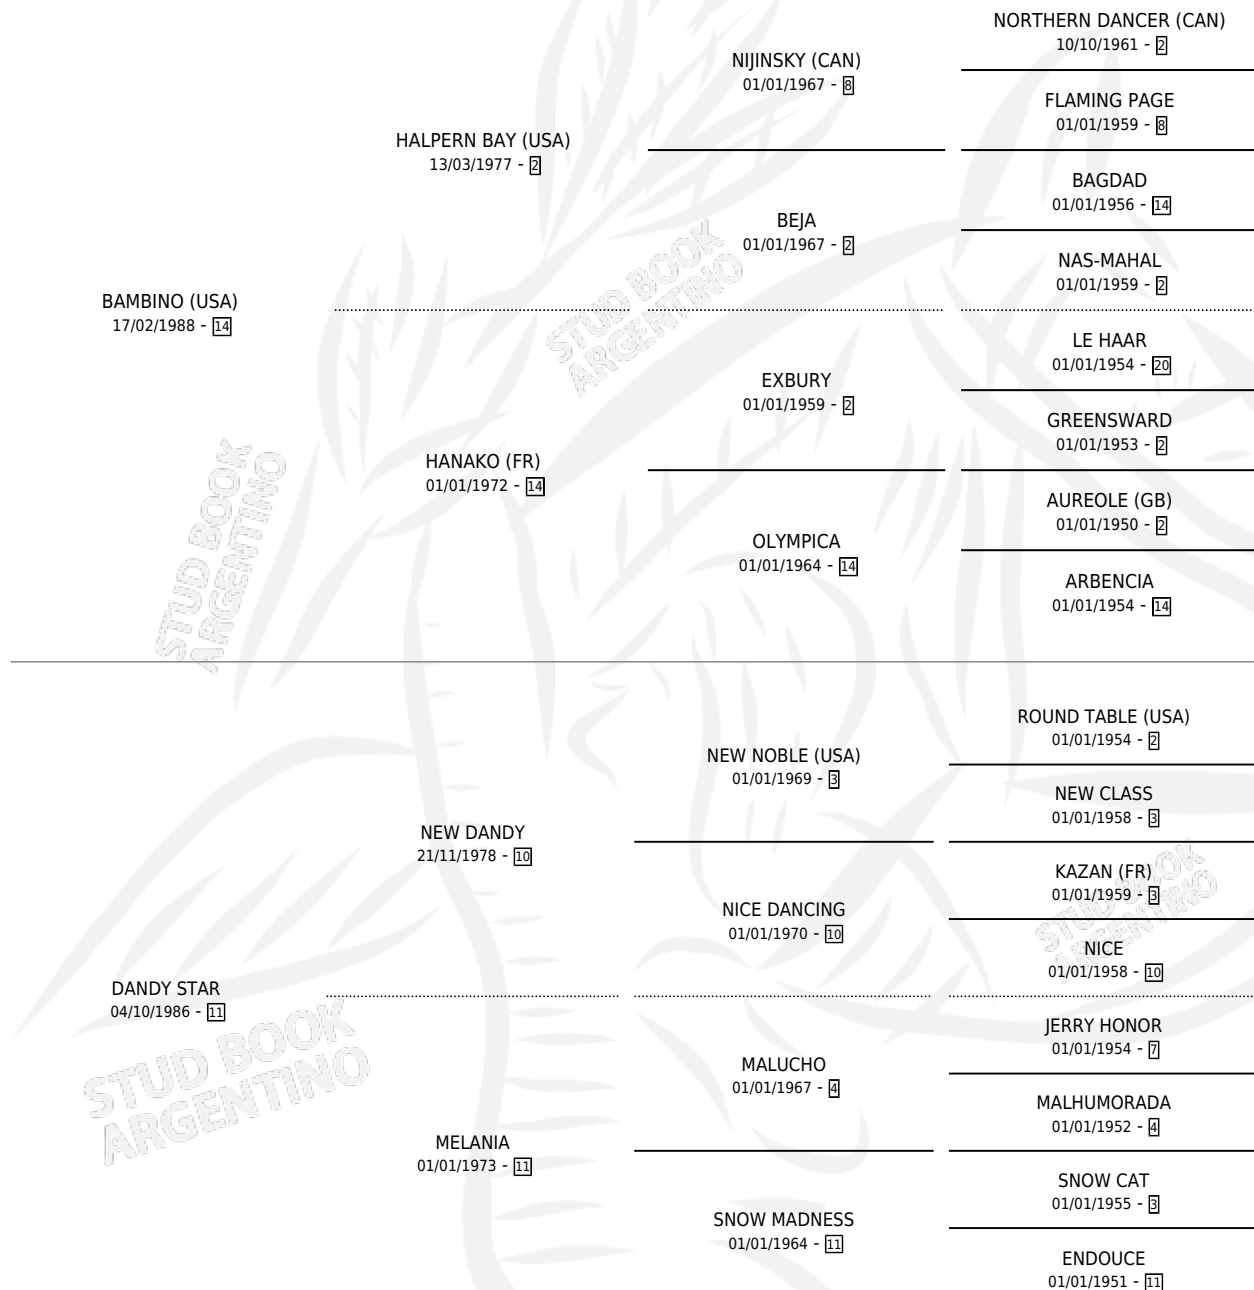 NORTHERN DANCER (CAN)
10/10/1961 - 2
NIJINSKY (CAN)
01/01/1967 - 8
FLAMING PAGE
01/01/1959 - 8
HALPERN BAY (USA)
13/03/1977 - 2
BAGDAD
01/01/1956 - 14
BEJA
01/01/1967 - 2
NAS-MAHAL
01/01/1959 - 2
BAMBINO (USA)
17/02/1988 - 14
LE HAAR
01/01/1954 - 20
EXBURY
01/01/1959 - 2
GREENSWARD
01/01/1953 - 2
HANAKO (FR)
01/01/1972 - 14
AUREOLE (GB)
01/01/1950 - 2
OLYMPICA
01/01/1964 - 14
ARBENCIA
01/01/1954 - 14
STUD BOOK
ARGENTINO
STUD BOOK
ARGENTINO
ROUND TABLE (USA)
01/01/1954 - 2
NEW NOBLE (USA)
01/01/1969 - 3
NEW CLASS
01/01/1958 - 3
NEW DANDY
21/11/1978 - 10
KAZAN (FR)
01/01/1959 - 3
NICE DANCING
01/01/1970 - 10
NICE
01/01/1958 - 10
STUD BOOK
ARGENTINO
DANDY STAR
04/10/1986 - 11
JERRY HONOR
01/01/1954 - 7
MALUCHO
01/01/1967 - 4
MALHUMORADA
01/01/1952 - 4
MELANIA
01/01/1973 - 11
SNOW CAT
01/01/1955 - 3
SNOW MADNESS
01/01/1964 - 11
ENDOUCE
01/01/1951 - 11
STUD BOOK
ARGENTINO